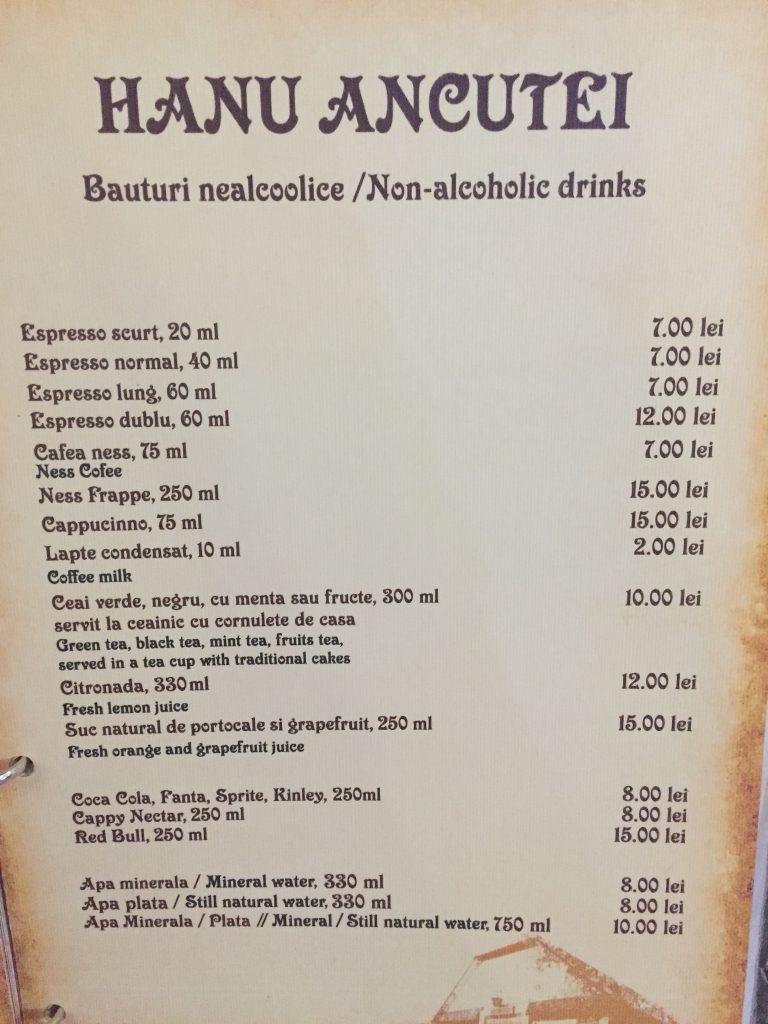 HANU ANCUTEI
Bauturi nealcoolice /Non-alcoholic drinks
Espresso scurt, 20 ml 7.00 lei
Espresso normal, 40 ml 7.00 lei
Espresso lung, 60 ml 7.00 lei
Espresso dublu, 60 ml 12.00 lei
Cafea ness, 75 ml 7.00 lei
Ness Cofee
Ness Frappe, 250 ml 15.00 lei
Cappucinno, 75 ml 15.00 lei
Lapte condensat, 10 ml 2.00 lei
Coffee milk
Ceai verde, negru, cu menta sau fructe, 300 ml 10.00 lei
servit la ceainic cu cornulete de casa
Green tea, black tea, mint tea, fruits tea,
served in a tea cup with traditional cakes
Citronada, 330ml 12.00 lei
Fresh lemon juice
Suc natural de portocale si grapefruit, 250 ml 15.00 lei
Fresh orange and grapefruit juice
Coca Cola, Fanta, Sprite, Kinley, 250ml 8.00 lei
Cappy Nectar, 250 ml 8.00 lei
Red Bull, 250 ml 15.00 lei
Apa minerala / Mineral water, 330 ml 8.00 lei
Apa plata / Still natural water, 330 ml 8.00 lei
Apa Minerala / Plata // Mineral / Still natural water, 750 ml 10.00 lei